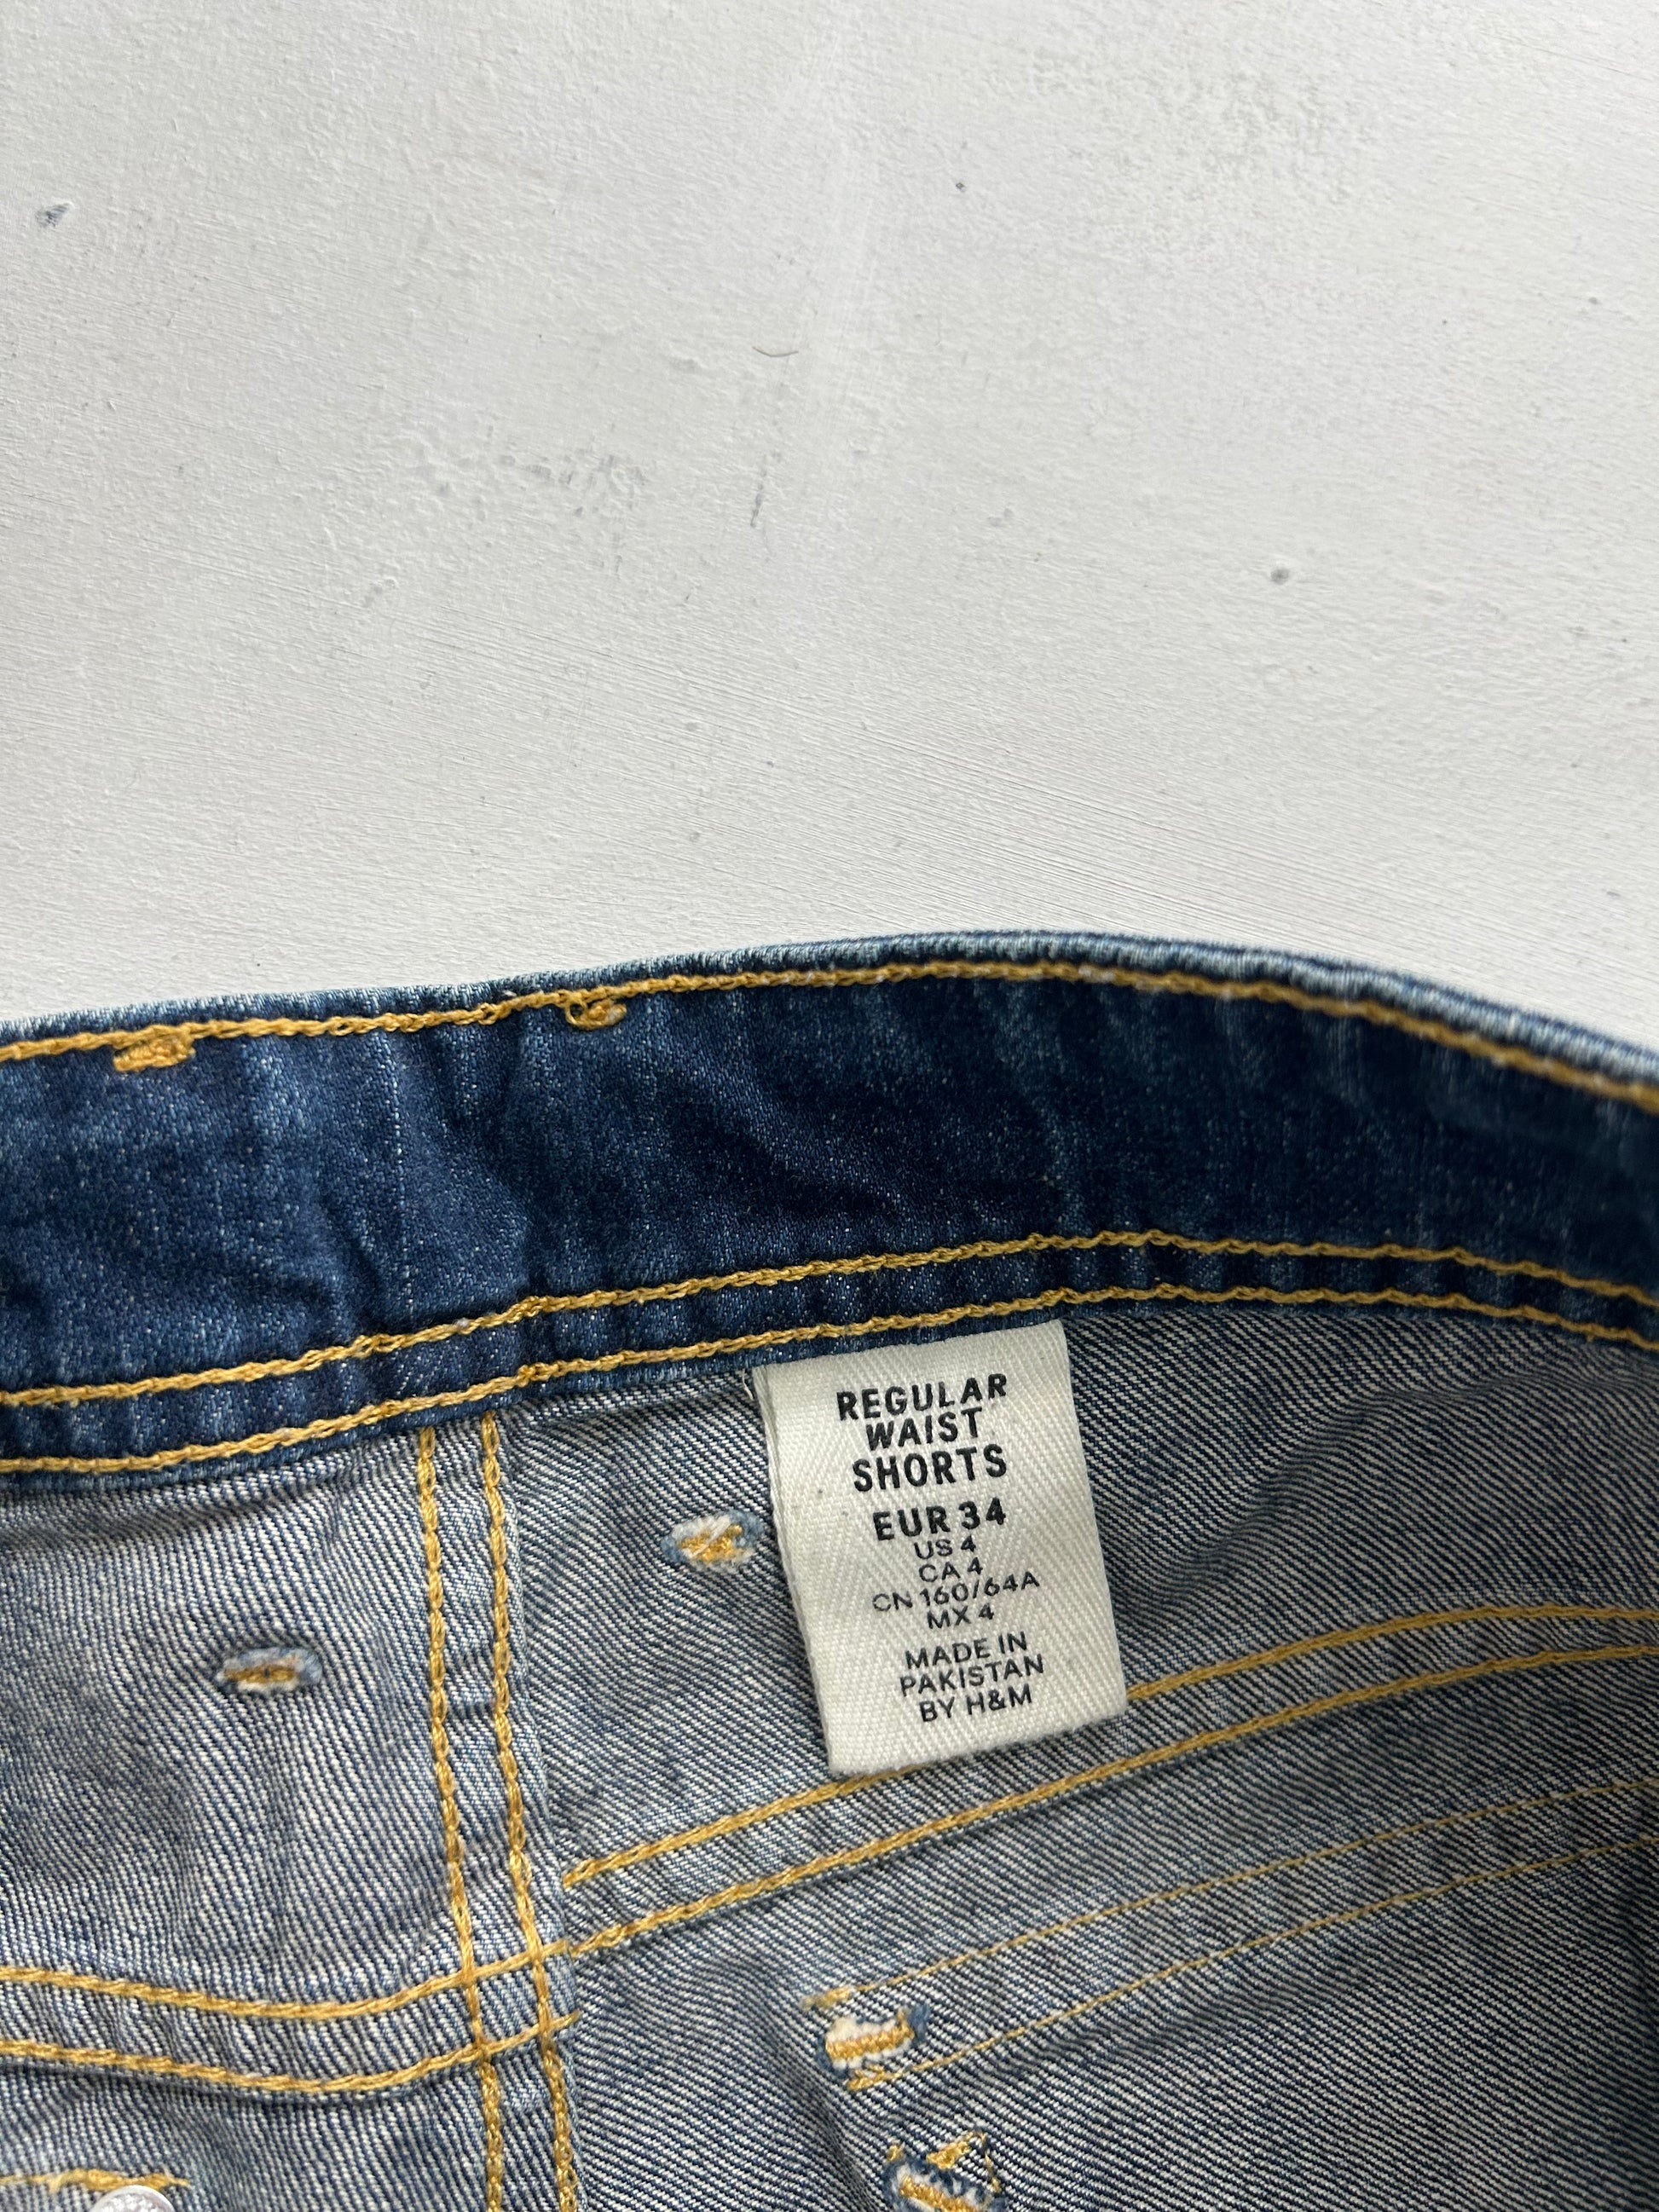 REGULAR
WAIST
SHORTS
EUR 34
US 4
CA 4
CN 160/64A
MX 4
MADE IN
PAKISTAN
BY H&M